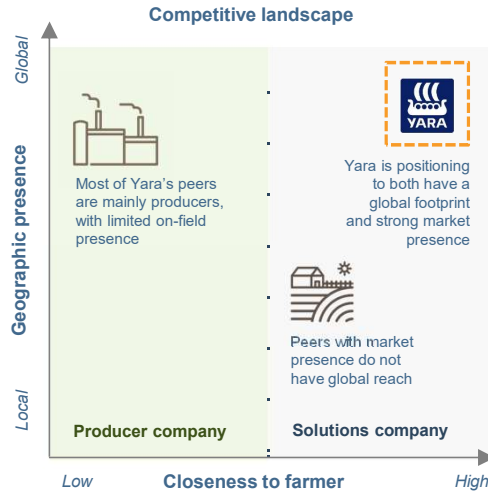 Competitive landscape
Global
YARA
Yara is positioning
to both have a
global footprint
and strong market
presence
Most of Yara's peers
are mainly producers,
with limited on-field
presence
Geographic presence
Peers with market
presence do not
have global reach
Local
Producer company
Solutions company
Low
Closeness to farmer
High